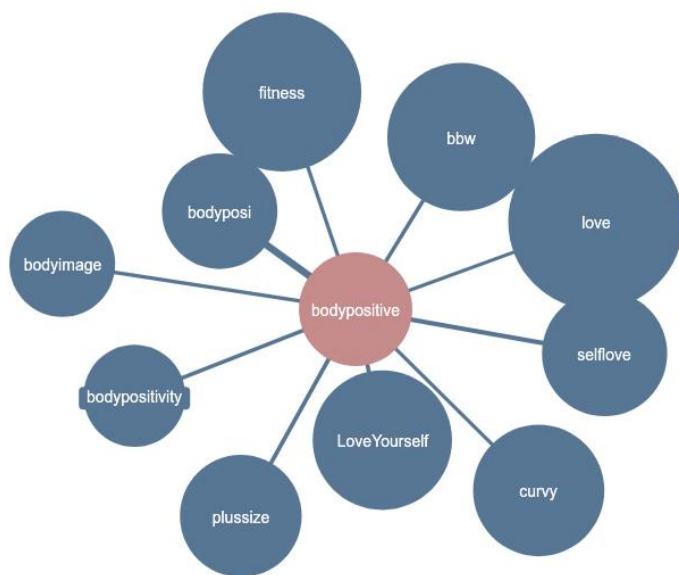 fitness
bbw
bodyposi
love
bodyimage
bodypositive
selflove
bodypositivity
LoveYourself
curvy
plussize